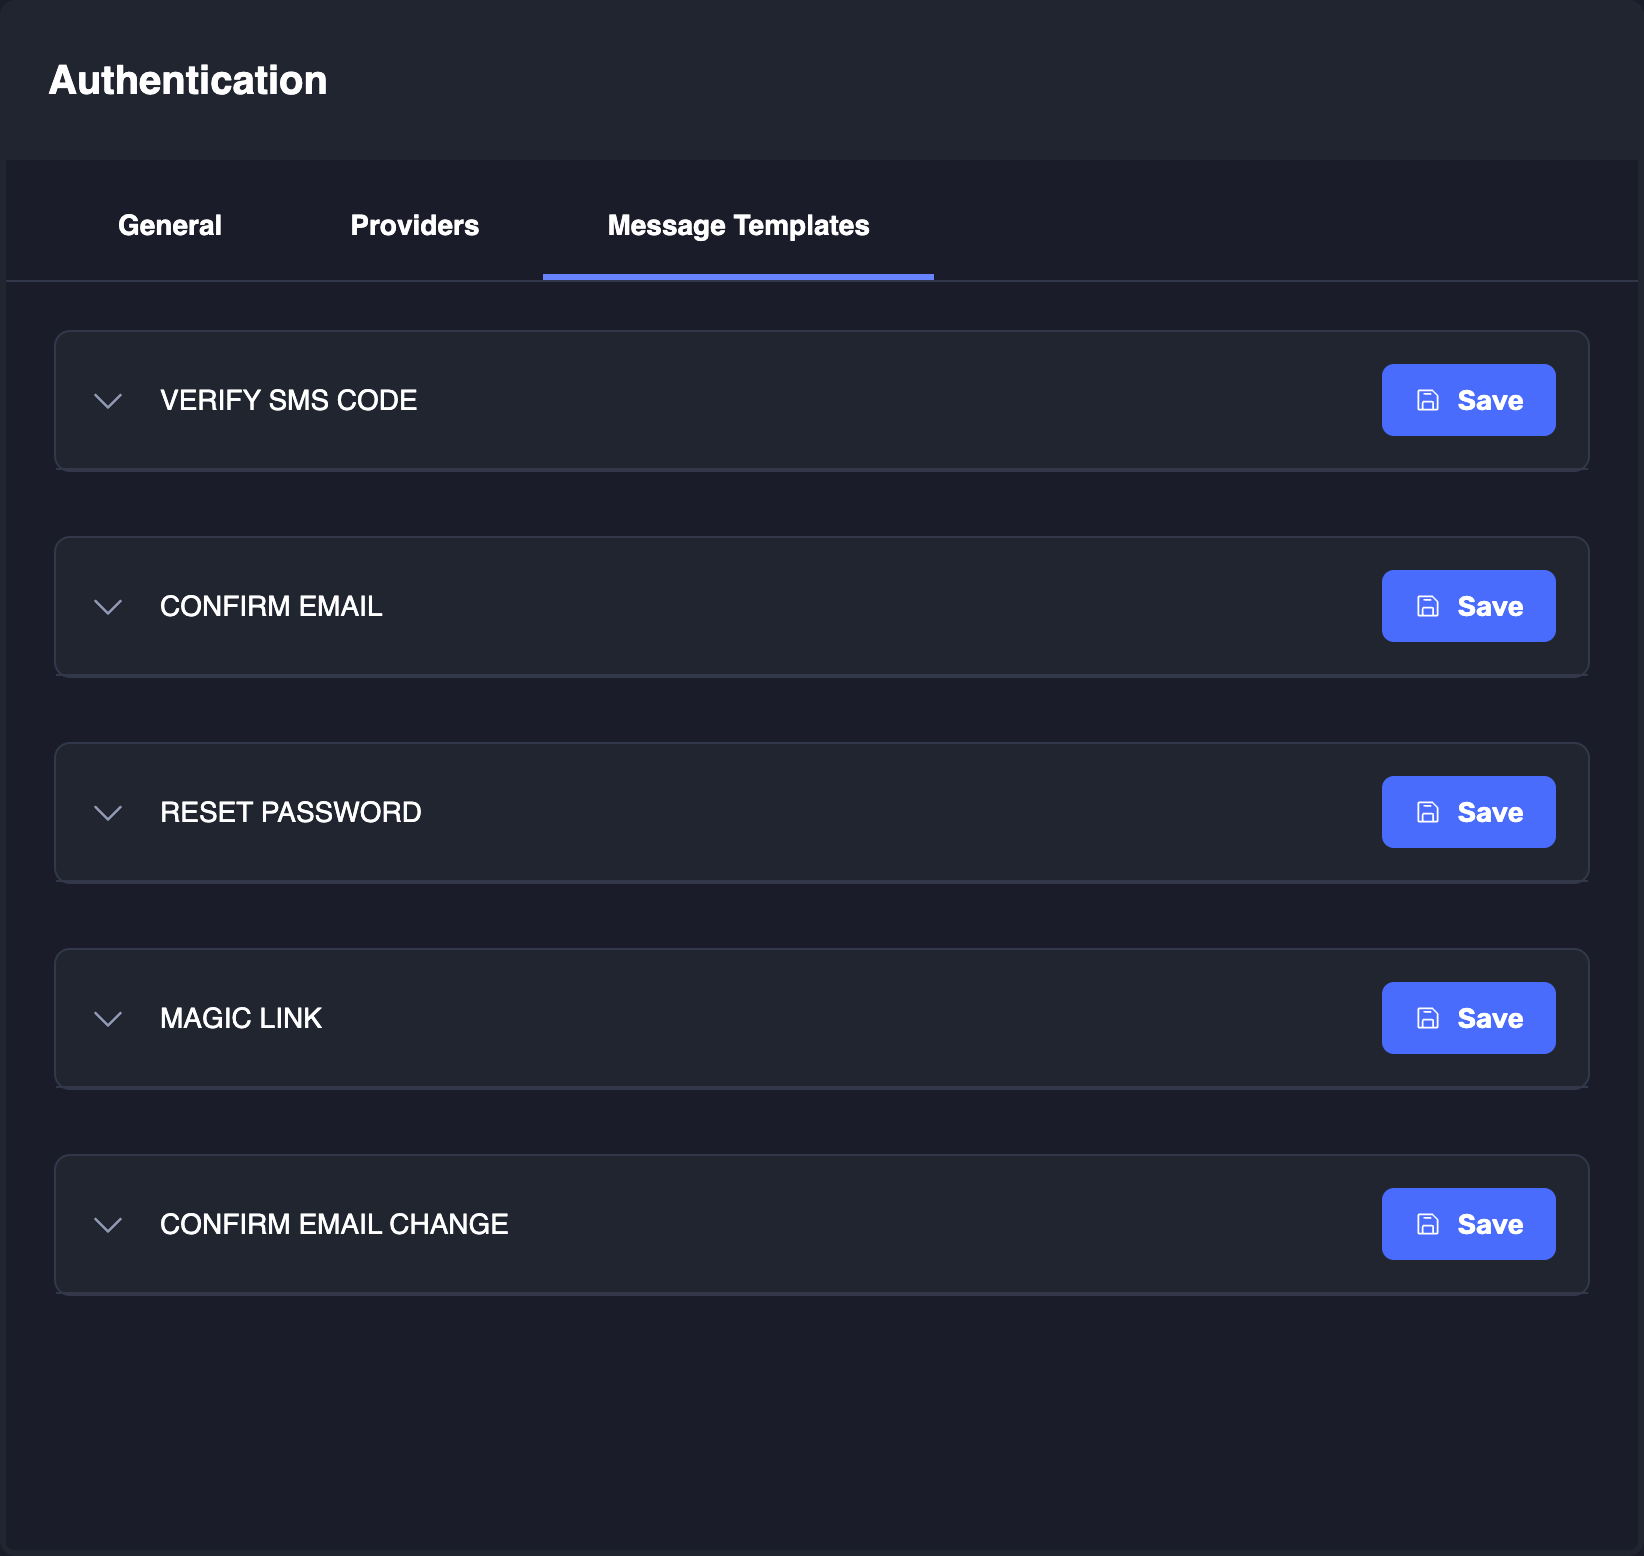 Authentication
General Providers Message Templates
VERIFY SMS CODE Save
CONFIRM EMAIL Save
RESET PASSWORD Save
MAGIC LINK Save
CONFIRM EMAIL CHANGE Save